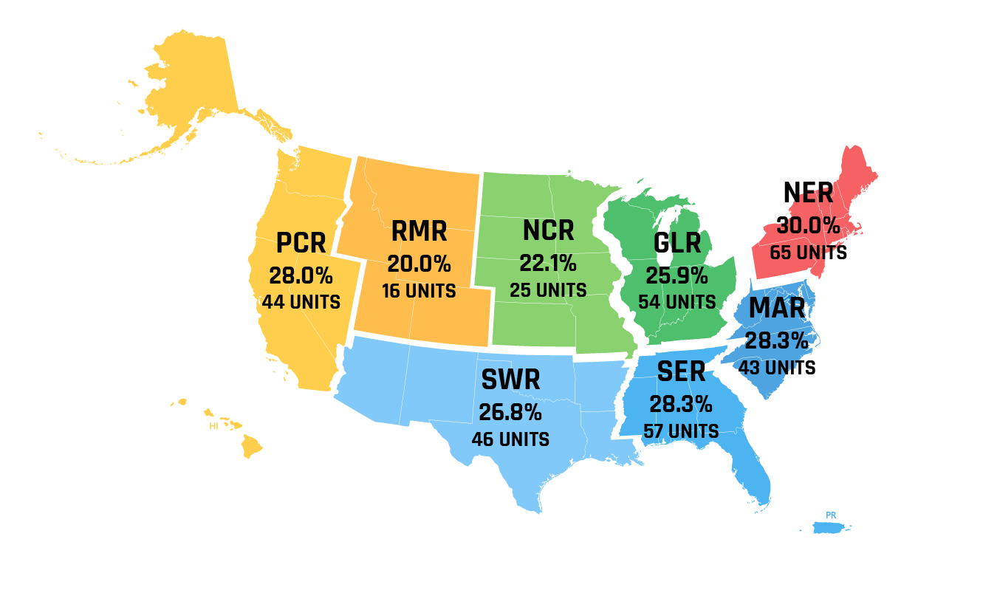 NER
30.0%
65 UNITS
RMR
20.0%
16 UNITS
NCR
22.1%
25 UNITS
PCR
28.0%
44 UNITS
GLR
25.9%
54 UNITS
MAR
28.3%
43 UNITS
SWR
26.8%
46 UNITS
SER
28.3%
57 UNITS
HI
PR